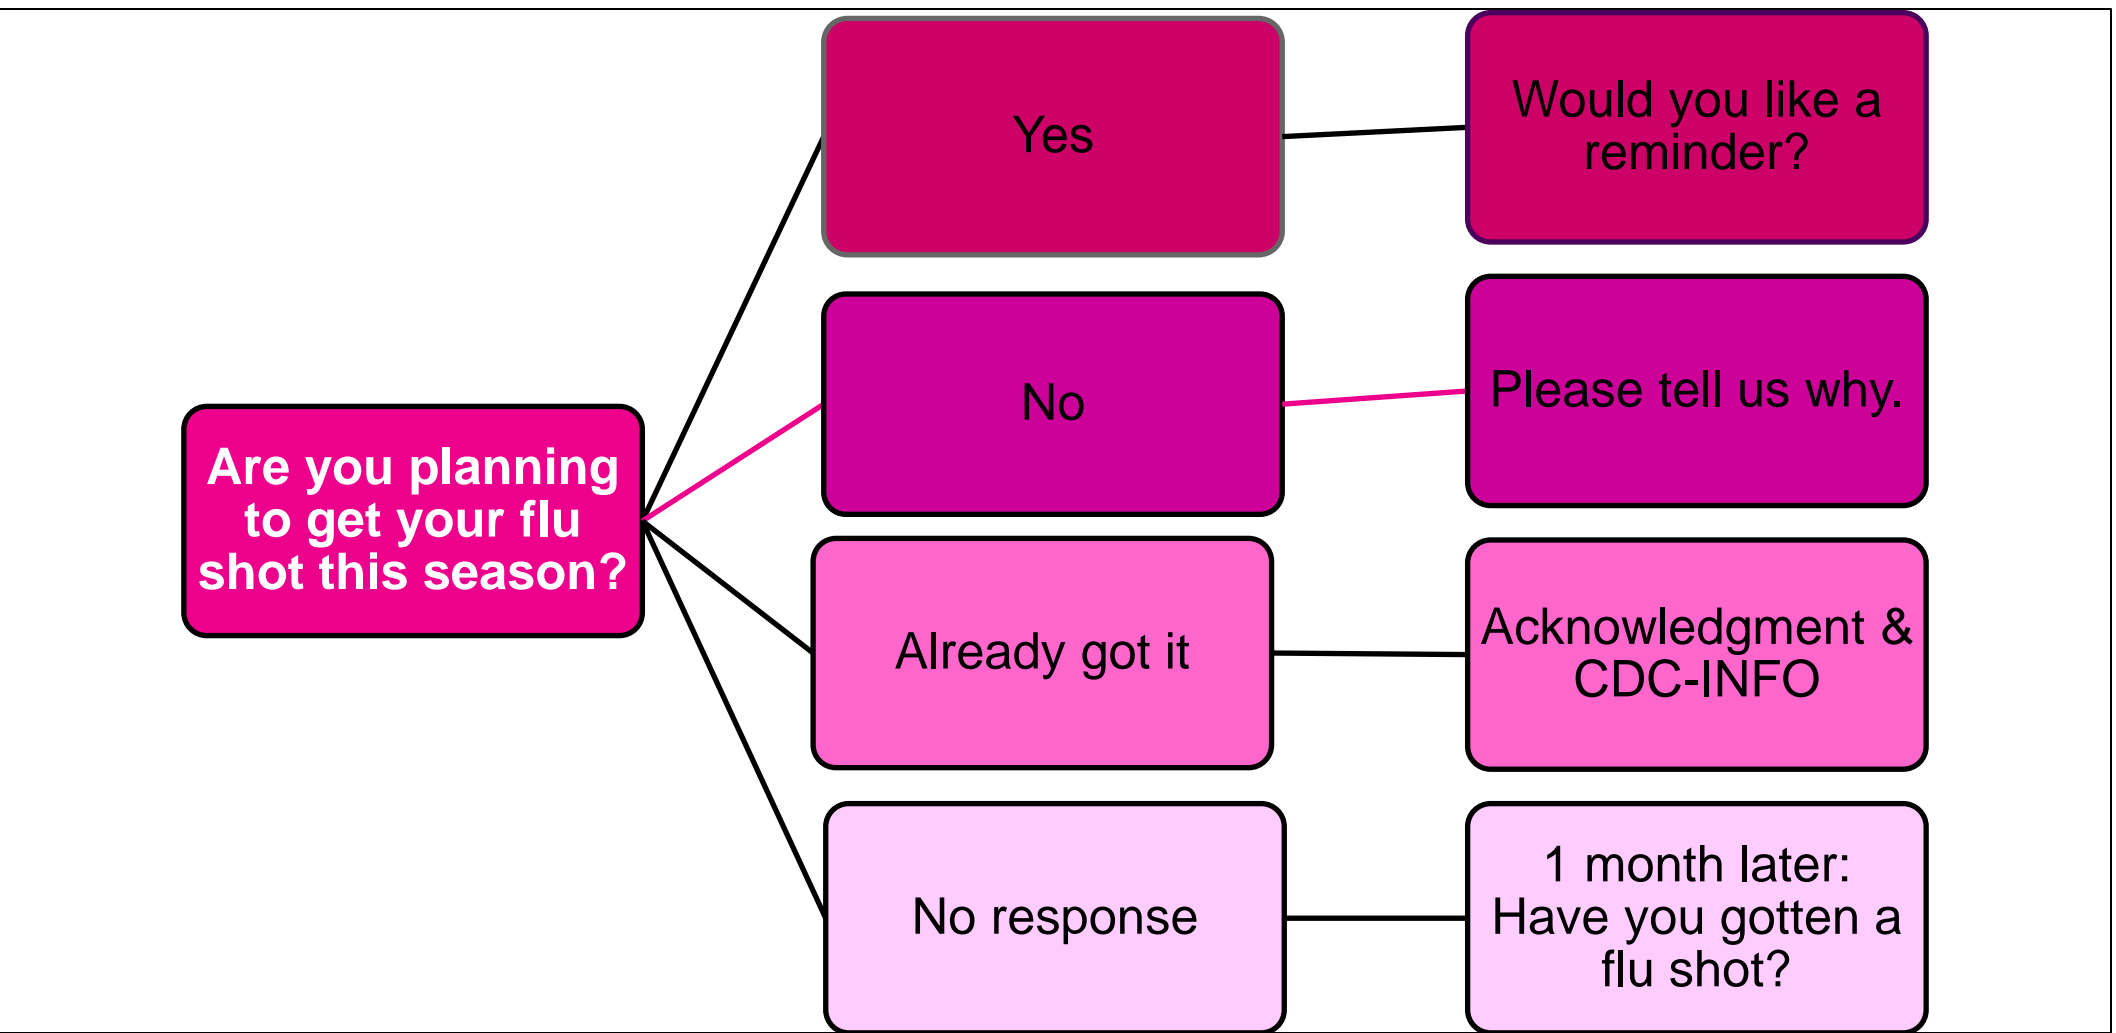 Are you planning
to get your flu
shot this season?
Yes
Would you like a
reminder?
No
Please tell us why.
Already got it
Acknowledgment &
CDC-INFO
No response
1 month later:
Have you gotten a
flu shot?